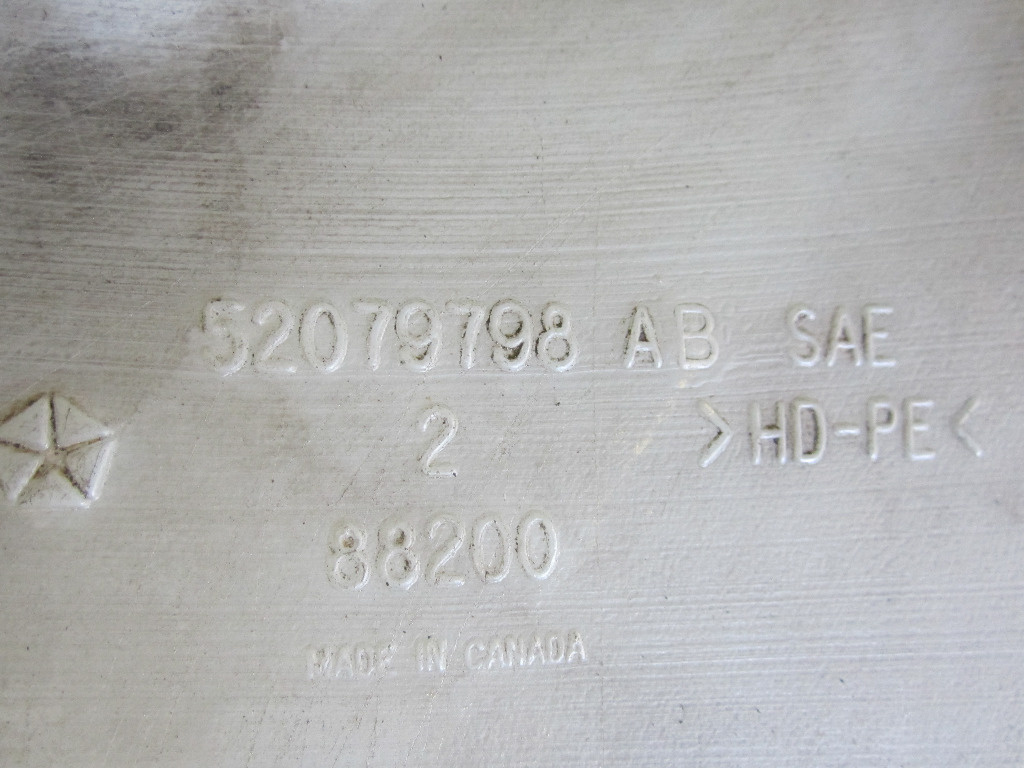 52079798 AB SAE
2 >HD-PE<
88200
MADE IN CANADA